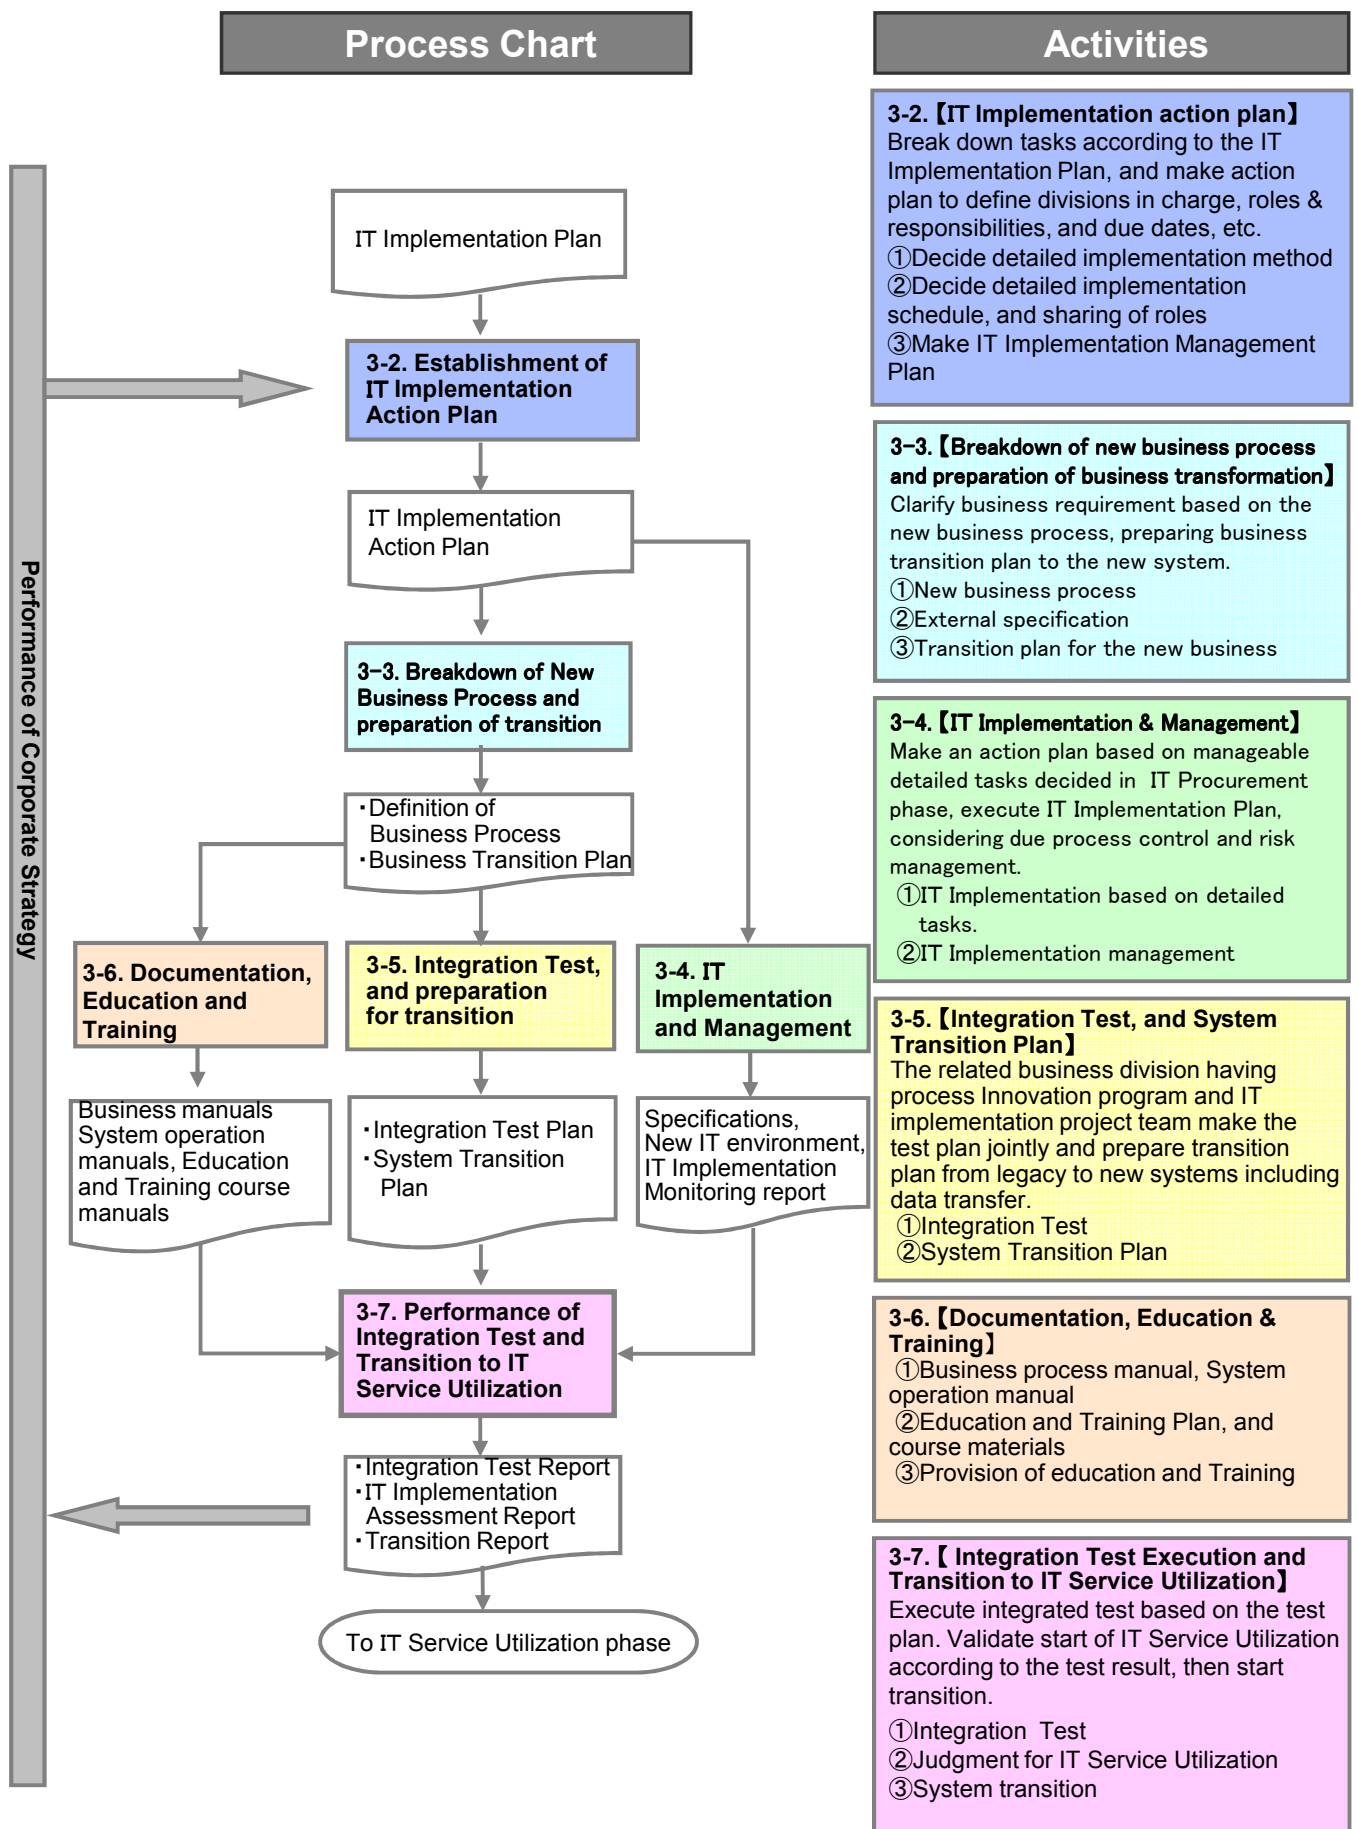 Process Chart
Activities
Performance of Corporate Strategy
IT Implementation Plan
3-2. Establishment of
IT Implementation
Action Plan
IT Implementation
Action Plan
3-3. Breakdown of New
Business Process and
preparation of transition
・Definition of
Business Process
・Business Transition Plan
3-6. Documentation,
Education and
Training
3-5. Integration Test,
and preparation
for transition
3-4. IT
Implementation
and Management
Business manuals
System operation
manuals, Education
and Training course
manuals
・Integration Test Plan
・System Transition
Plan
Specifications,
New IT environment,
IT Implementation
Monitoring report
3-7. Performance of
Integration Test and
Transition to IT
Service Utilization
・Integration Test Report
・IT Implementation
Assessment Report
・Transition Report
To IT Service Utilization phase
3-2.【IT Implementation action plan】
Break down tasks according to the IT
Implementation Plan, and make action
plan to define divisions in charge, roles &
responsibilities, and due dates, etc.
①Decide detailed implementation method
②Decide detailed implementation
schedule, and sharing of roles
③Make IT Implementation Management
Plan
3-3.【Breakdown of new business process
and preparation of business transformation】
Clarify business requirement based on the
new business process, preparing business
transition plan to the new system.
①New business process
②External specification
③Transition plan for the new business
3-4.【IT Implementation & Management】
Make an action plan based on manageable
detailed tasks decided in IT Procurement
phase, execute IT Implementation Plan,
considering due process control and risk
management.
①IT Implementation based on detailed
tasks.
②IT Implementation management
3-5.【Integration Test, and System
Transition Plan】
The related business division having
process Innovation program and IT
implementation project team make the
test plan jointly and prepare transition
plan from legacy to new systems including
data transfer.
①Integration Test
②System Transition Plan
3-6.【Documentation, Education &
Training】
①Business process manual, System
operation manual
②Education and Training Plan, and
course materials
③Provision of education and Training
3-7.【 Integration Test Execution and
Transition to IT Service Utilization】
Execute integrated test based on the test
plan. Validate start of IT Service Utilization
according to the test result, then start
transition.
①Integration Test
②Judgment for IT Service Utilization
③System transition